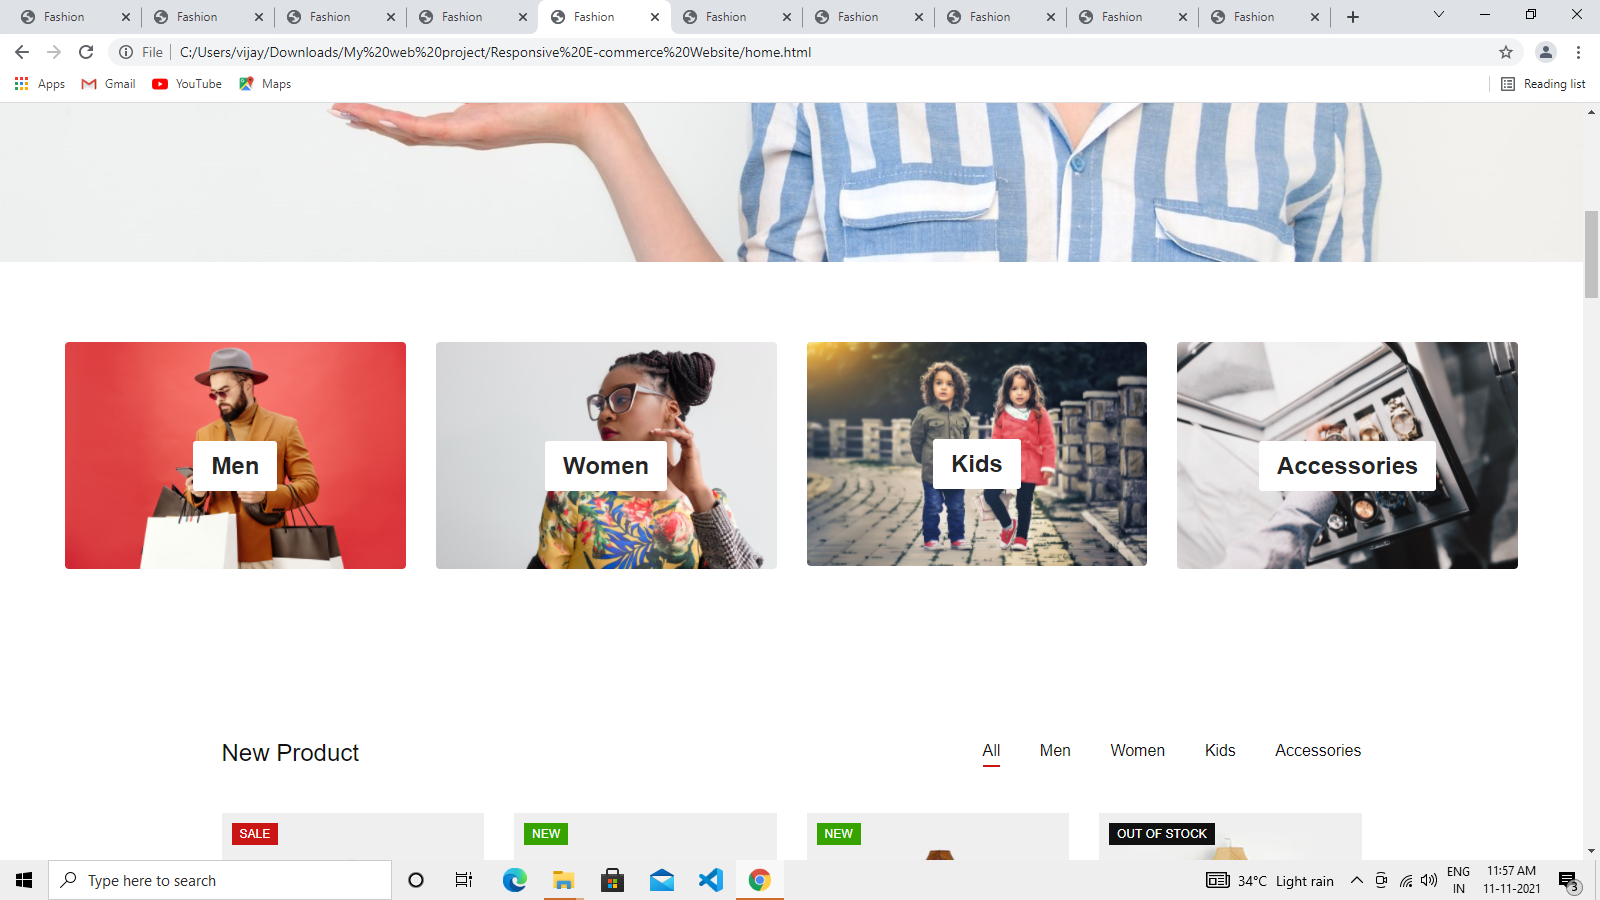 Fashion Fashion Fashion Fashion Fashion Fashion Fashion Fashion Fashion Fashion
File C:/Users/vijay/Downloads/My%20web%20project/Responsive%20E-commerce%20Website/home.html
Apps Gmail YouTube Maps Reading list
Men Women Kids Accessories
New Product All Men Women Kids Accessories
SALE NEW NEW OUT OF STOCK
Type here to search 34°C Light rain ENG IN 11:57 AM 11-11-2021 3